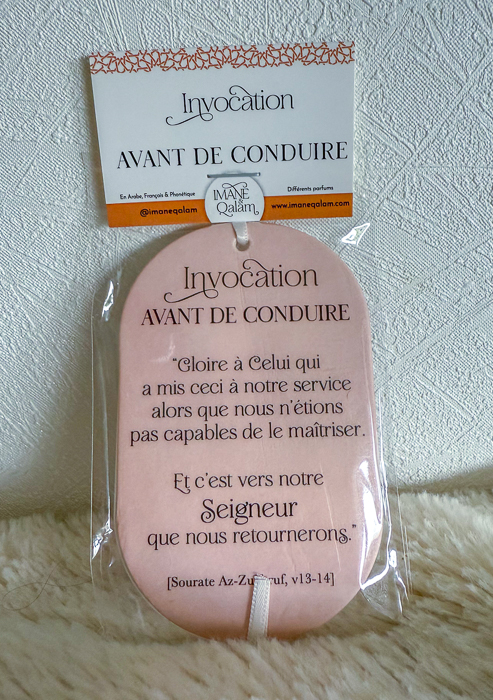 Invocation
AVANT DE CONDUIRE
En Arabe, Français & Phonétique
Différents parfums
IMANE
Qalam
@imaneqalam
www.imaneqalam.com
Invocation
AVANT DE CONDUIRE
“Gloire à Celui qui
a mis ceci à notre service
alors que nous n’étions
pas capables de le maîtriser.
Et c’est vers notre
Seigneur
que nous retournerons.”
[Sourate v13-14]